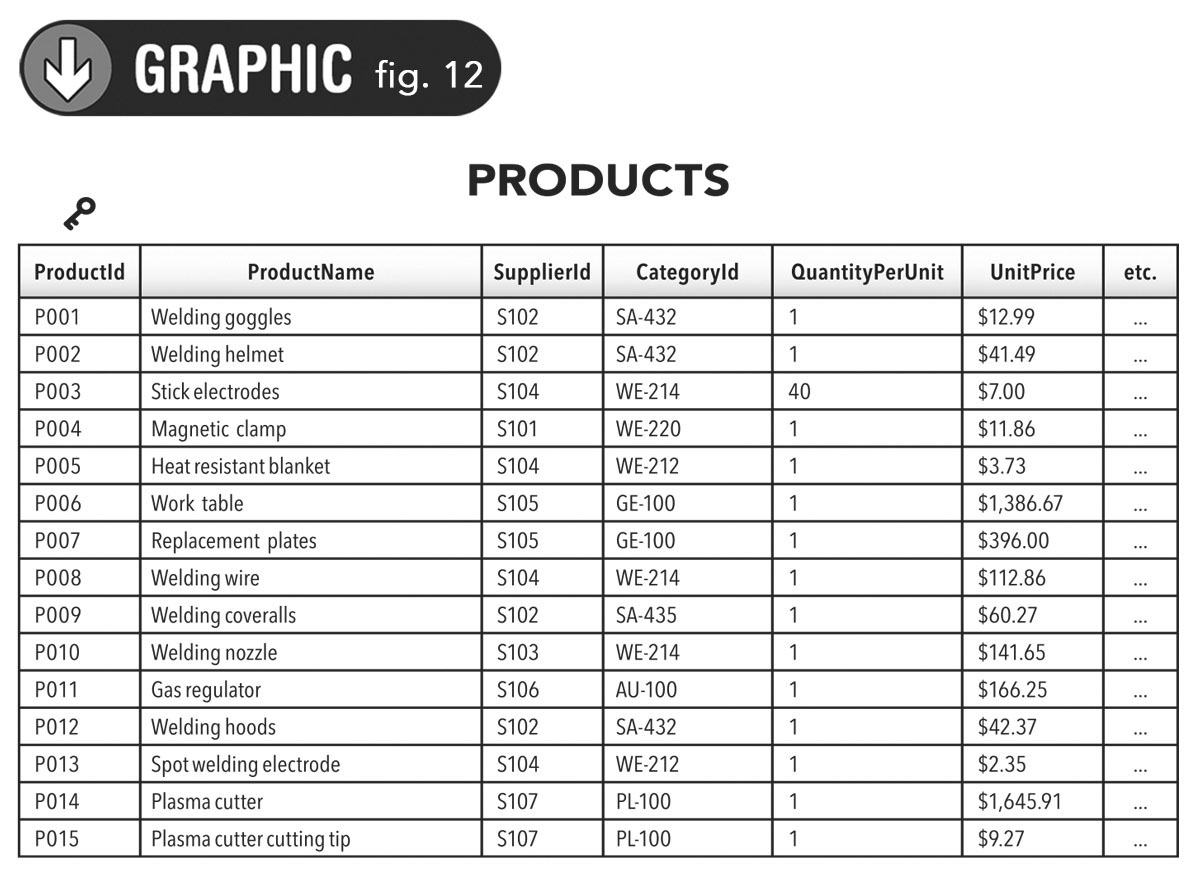 GRAPHIC fig. 12
PRODUCTS
ProductId ProductName SupplierId CategoryId QuantityPerUnit UnitPrice etc.
P001 Welding goggles S102 SA-432 1 $12.99 ...
P002 Welding helmet S102 SA-432 1 $41.49 ...
P003 Stick electrodes S104 WE-214 40 $7.00 ...
P004 Magnetic clamp S101 WE-220 1 $11.86 ...
P005 Heat resistant blanket S104 WE-212 1 $3.73 ...
P006 Work table S105 GE-100 1 $1,386.67 ...
P007 Replacement plates S105 GE-100 1 $396.00 ...
P008 Welding wire S104 WE-214 1 $112.86 ...
P009 Welding coveralls S102 SA-435 1 $60.27 ...
P010 Welding nozzle S103 WE-214 1 $141.65 ...
P011 Gas regulator S106 AU-100 1 $166.25 ...
P012 Welding hoods S102 SA-432 1 $42.37 ...
P013 Spot welding electrode S104 WE-212 1 $2.35 ...
P014 Plasma cutter S107 PL-100 1 $1,645.91 ...
P015 Plasma cutter cutting tip S107 PL-100 1 $9.27 ...